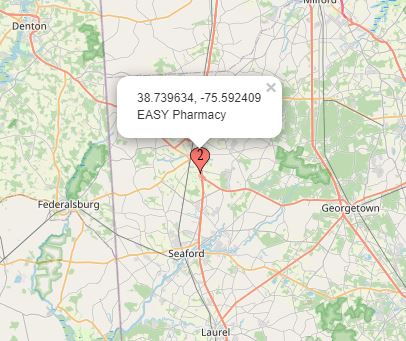 Milford
Denton
38.739634, -75.592409
EASY Pharmacy
2
Federalsburg
Georgetown
Seaford
Laurel